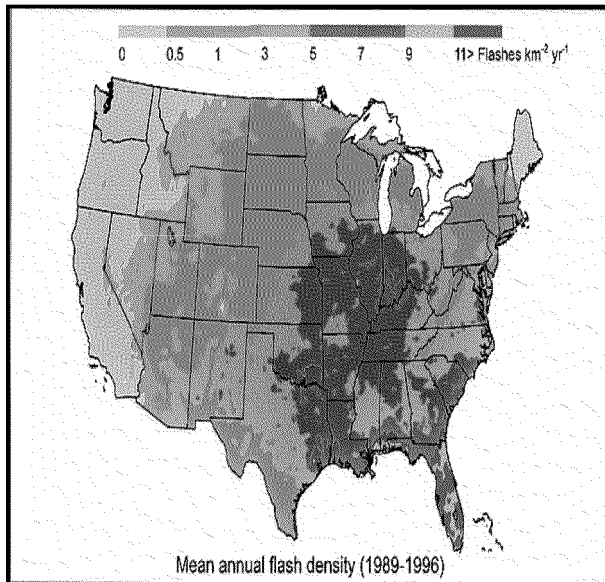 0 0.5 1 3 5 7 9 11> Flashes km⁻² yr⁻¹
Mean annual flash density (1989-1996)